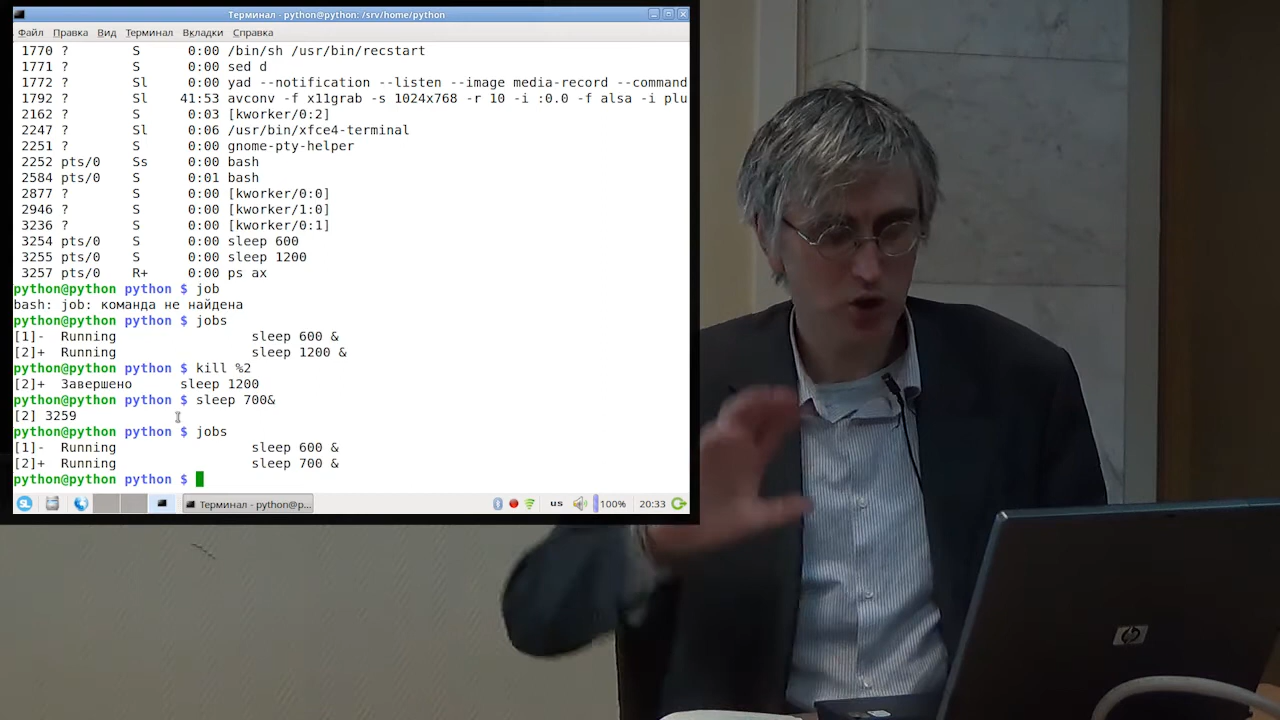 Терминал - python@python: /srv/home/python
Файл Правка Вид Терминал Вкладки Справка
1770 ? S 0:00 /bin/sh /usr/bin/recstart
1771 ? S 0:00 sed d
1772 ? Sl 0:00 yad --notification --listen --image media-record --command
1792 ? Sl 41:53 avconv -f x11grab -s 1024x768 -r 10 -i :0.0 -f alsa -i plu
2162 ? S 0:03 [kworker/0:2]
2247 ? Sl 0:06 /usr/bin/xfce4-terminal
2251 ? S 0:00 gnome-pty-helper
2252 pts/0 Ss 0:00 bash
2584 pts/0 S 0:01 bash
2877 ? S 0:00 [kworker/0:0]
2946 ? S 0:00 [kworker/1:0]
3236 ? S 0:00 [kworker/0:1]
3254 pts/0 S 0:00 sleep 600
3255 pts/0 S 0:00 sleep 1200
3257 pts/0 R+ 0:00 ps ax
python@python python $ job
bash: job: команда не найдена
python@python python $ jobs
[1]- Running sleep 600 &
[2]+ Running sleep 1200 &
python@python python $ kill %2
[2]+ Завершено sleep 1200
python@python python $ sleep 700&
[2] 3259
python@python python $ jobs
[1]- Running sleep 600 &
[2]+ Running sleep 700 &
python@python python $
Терминал - python@p... us 100% 20:33
hp